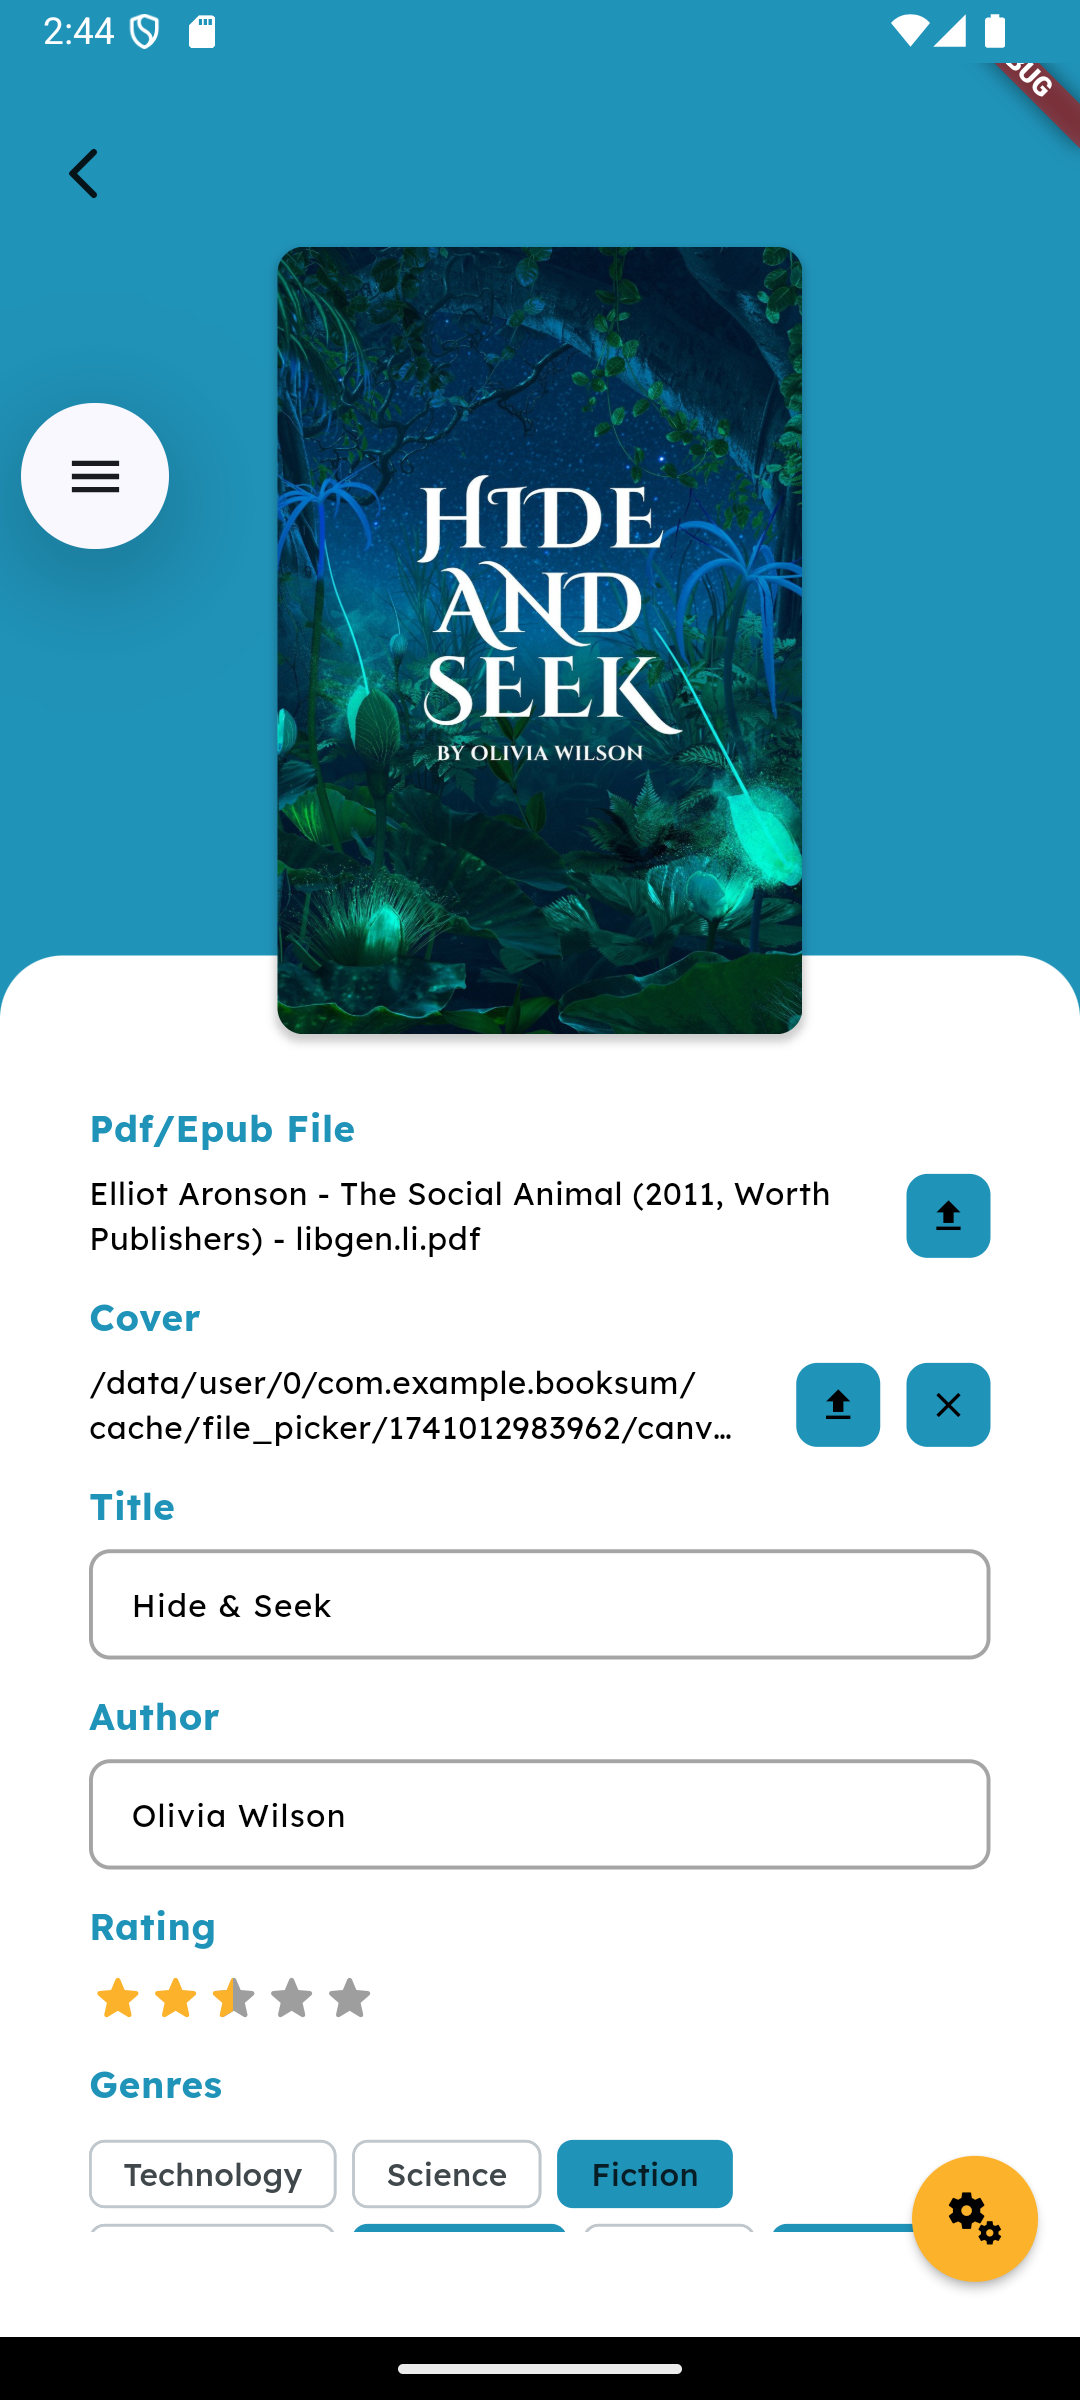 2:44
BUG
HIDE
AND
SEEK
BY OLIVIA WILSON
Pdf/Epub File
Elliot Aronson - The Social Animal (2011, Worth
Publishers) - libgen.li.pdf
Cover
/data/user/0/com.example.booksum/
cache/file_picker/1741012983962/canv...
Title
Hide & Seek
Author
Olivia Wilson
Rating
Genres
Technology
Science
Fiction